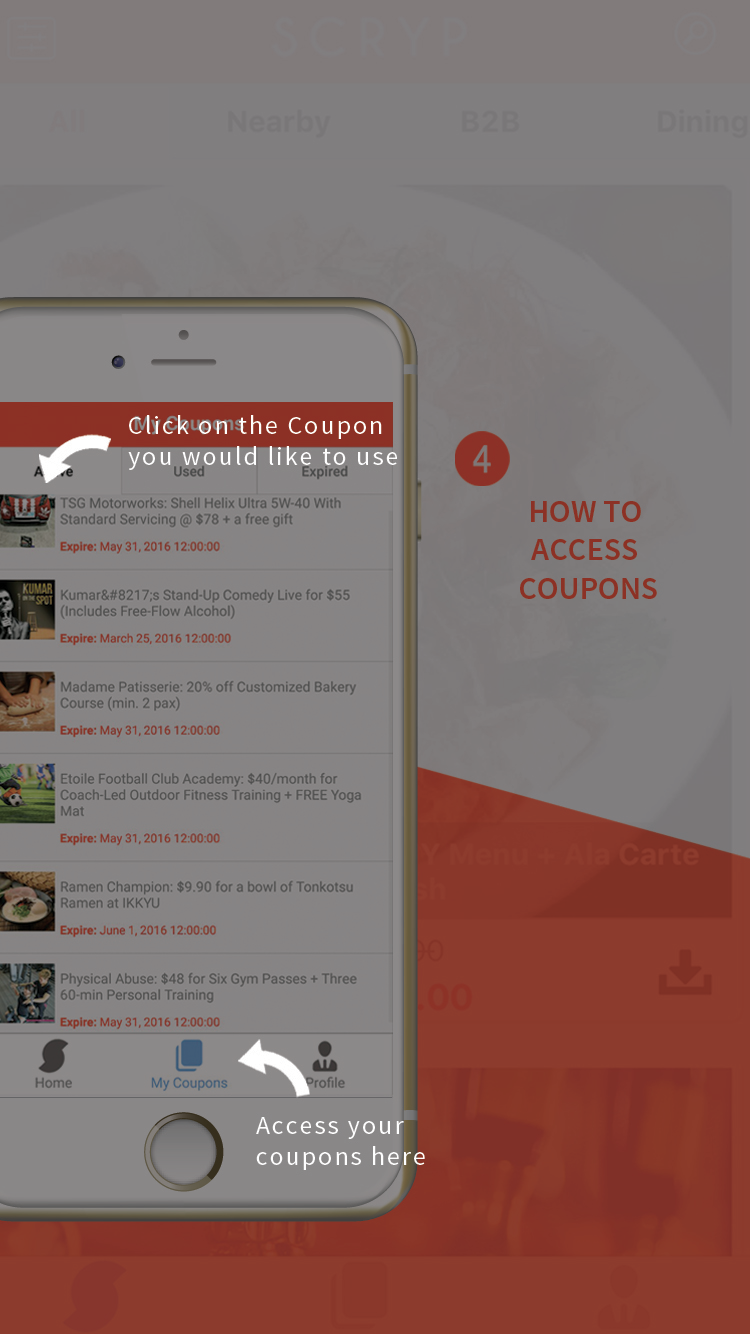 SCRYP
All Nearby B2B Dining
My Coupons
Click on the Coupon
you would like to use
Active Used Expired
4
HOW TO
ACCESS
COUPONS
TSG Motorworks: Shell Helix Ultra 5W-40 With
Standard Servicing @ $78 + a free gift
Expire: May 31, 2016 12:00:00
KUMAR
ON THE
SPOT
Kumar&#8217;s Stand-Up Comedy Live for $55
(Includes Free-Flow Alcohol)
Expire: March 25, 2016 12:00:00
Madame Patisserie: 20% off Customized Bakery
Course (min. 2 pax)
Expire: May 31, 2016 12:00:00
Etoile Football Club Academy: $40/month for
Coach-Led Outdoor Fitness Training + FREE Yoga
Mat
Expire: May 31, 2016 12:00:00
Y Menu + Ala Carte
sh
Ramen Champion: $9.90 for a bowl of Tonkotsu
Ramen at IKKYU
Expire: June 1, 2016 12:00:00
00
.00
Physical Abuse: $48 for Six Gym Passes + Three
60-min Personal Training
Expire: May 31, 2016 12:00:00
Home My Coupons Profile
Access your
coupons here